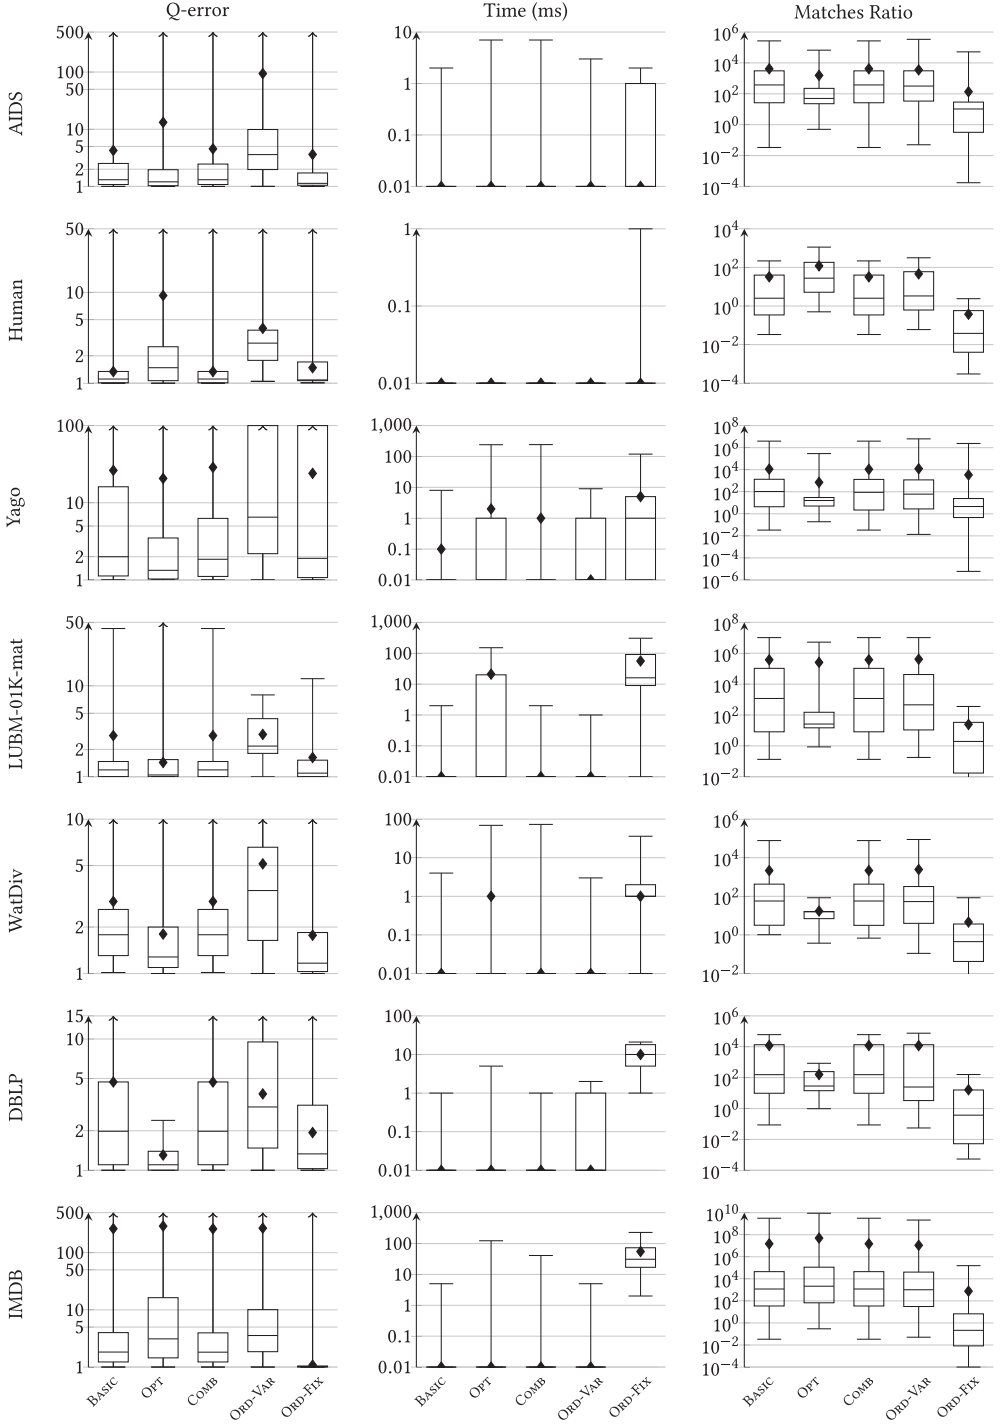 Q-error Time (ms) Matches Ratio
AIDS
500 100 50 10 5 2 1
10 1 0.1 0.01
10^6 10^4 10^2 10^0 10^−2 10^−4
Human
50 10 5 2 1
1 0.1 0.01
10^4 10^2 10^0 10^−2 10^−4
Yago
100 10 5 2 1
1,000 100 10 1 0.1 0.01
10^8 10^6 10^4 10^2 10^0 10^−2 10^−4 10^−6
LUBM-01K-mat
50 10 5 2 1
1,000 100 10 1 0.1 0.01
10^8 10^6 10^4 10^2 10^0 10^−2
WatDiv
10 5 2 1
100 10 1 0.1 0.01
10^6 10^4 10^2 10^0 10^−2
DBLP
15 10 5 2 1
100 10 1 0.1 0.01
10^6 10^4 10^2 10^0 10^−2 10^−4
IMDB
500 100 50 10 5 2 1
1,000 100 10 1 0.1 0.01
10^10 10^8 10^6 10^4 10^2 10^0 10^−2 10^−4
Basic Opt Comb Ord-Var Ord-Fix
Basic Opt Comb Ord-Var Ord-Fix
Basic Opt Comb Ord-Var Ord-Fix